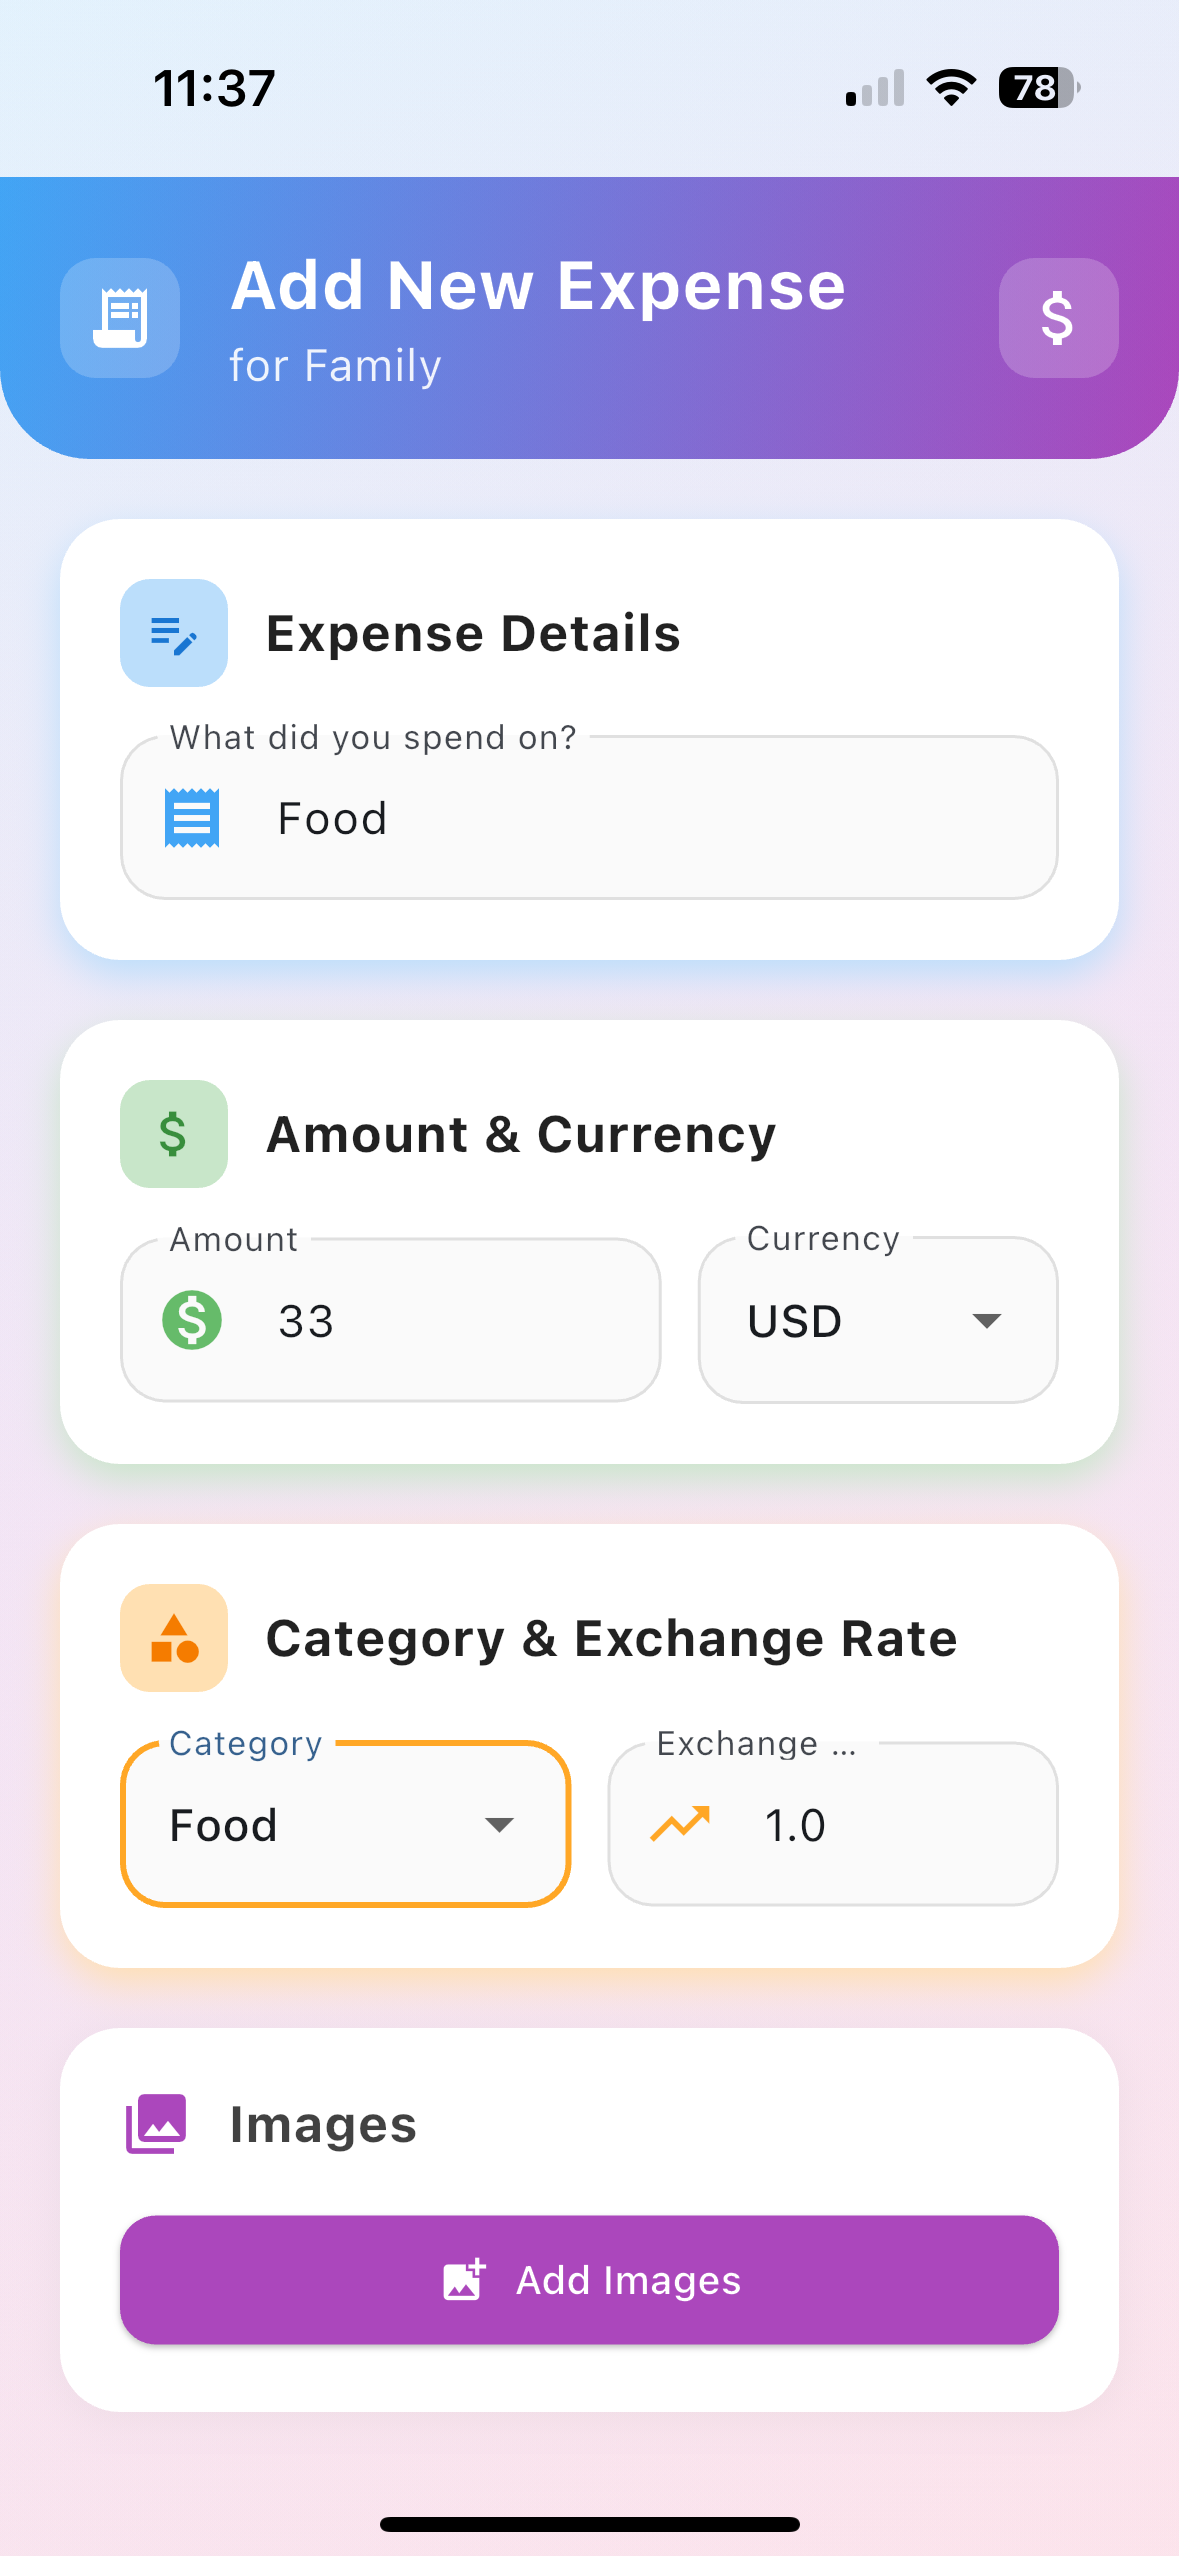 11:37
78
Add New Expense
for Family
$
Expense Details
What did you spend on?
Food
$
Amount & Currency
Amount
Currency
$
33
USD
Category & Exchange Rate
Category
Exchange ...
Food
1.0
Images
Add Images